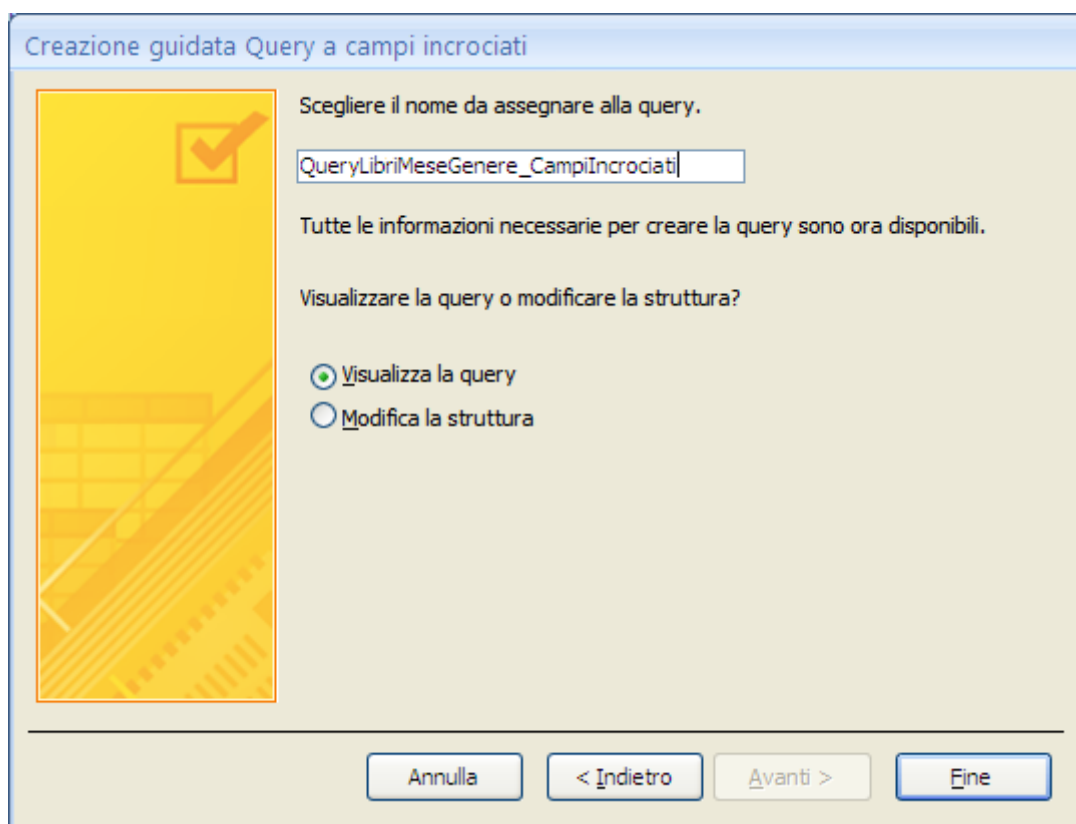 Creazione guidata Query a campi incrociati
Scegliere il nome da assegnare alla query.
QueryLibriMeseGenere_CampiIncrociati
Tutte le informazioni necessarie per creare la query sono ora disponibili.
Visualizzare la query o modificare la struttura?
Visualizza la query
Modifica la struttura
Annulla
< Indietro
Avanti >
Fine